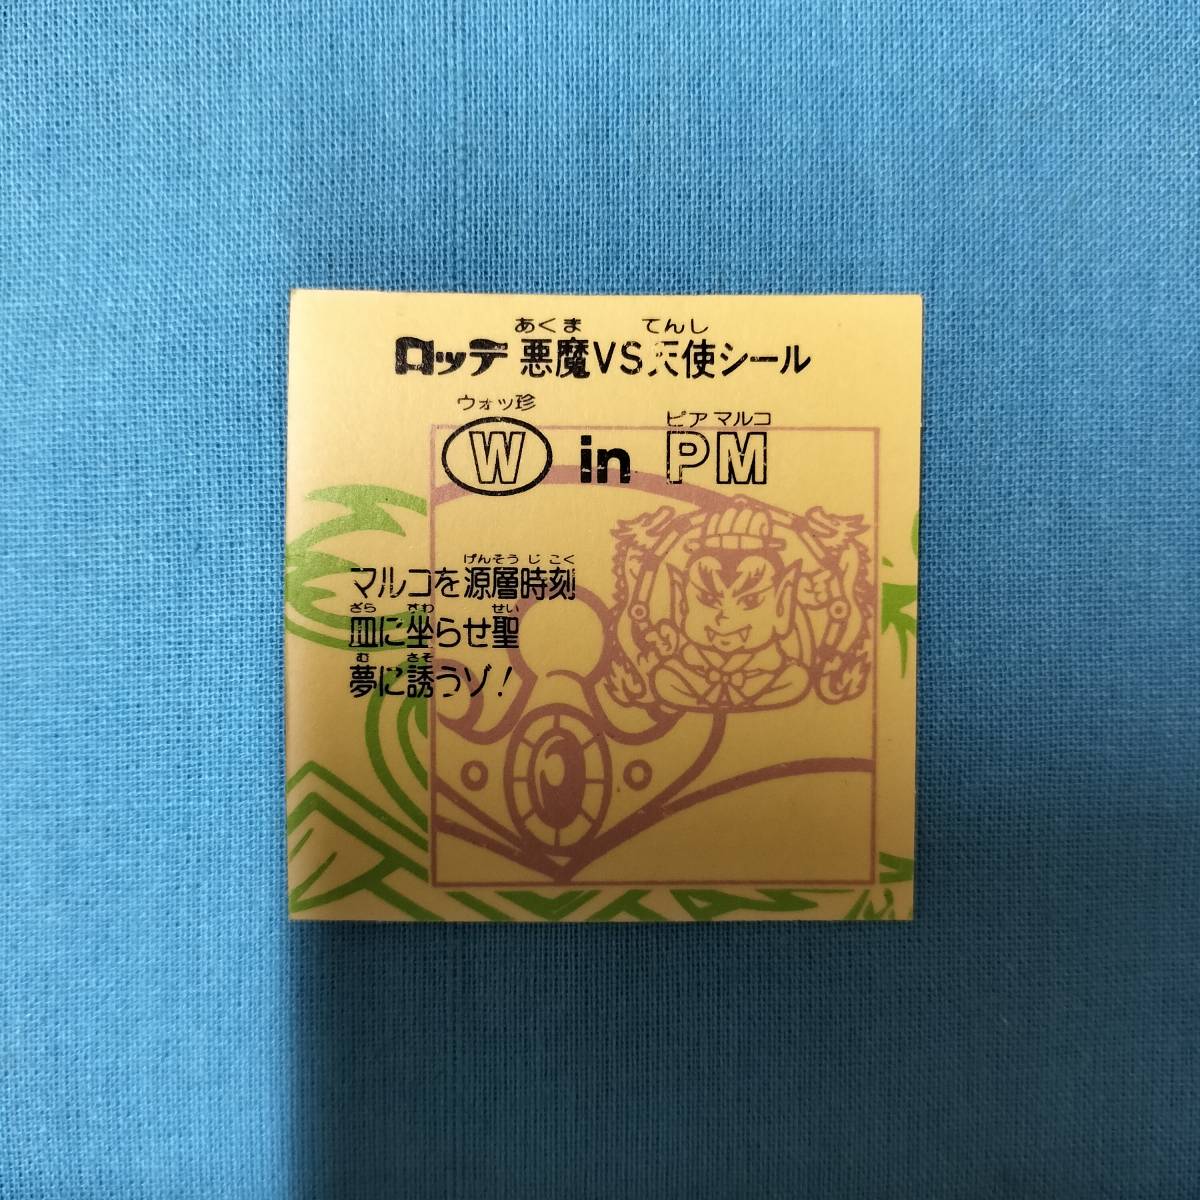 あくま てんし
ロッテ 悪魔VS天使シール
ウォッ珍 ピアマルコ
W in PM
げんそうじこく
マルコを源層時刻
ざら すわ せい
皿に坐らせ聖
む さそ
夢に誘うゾ!